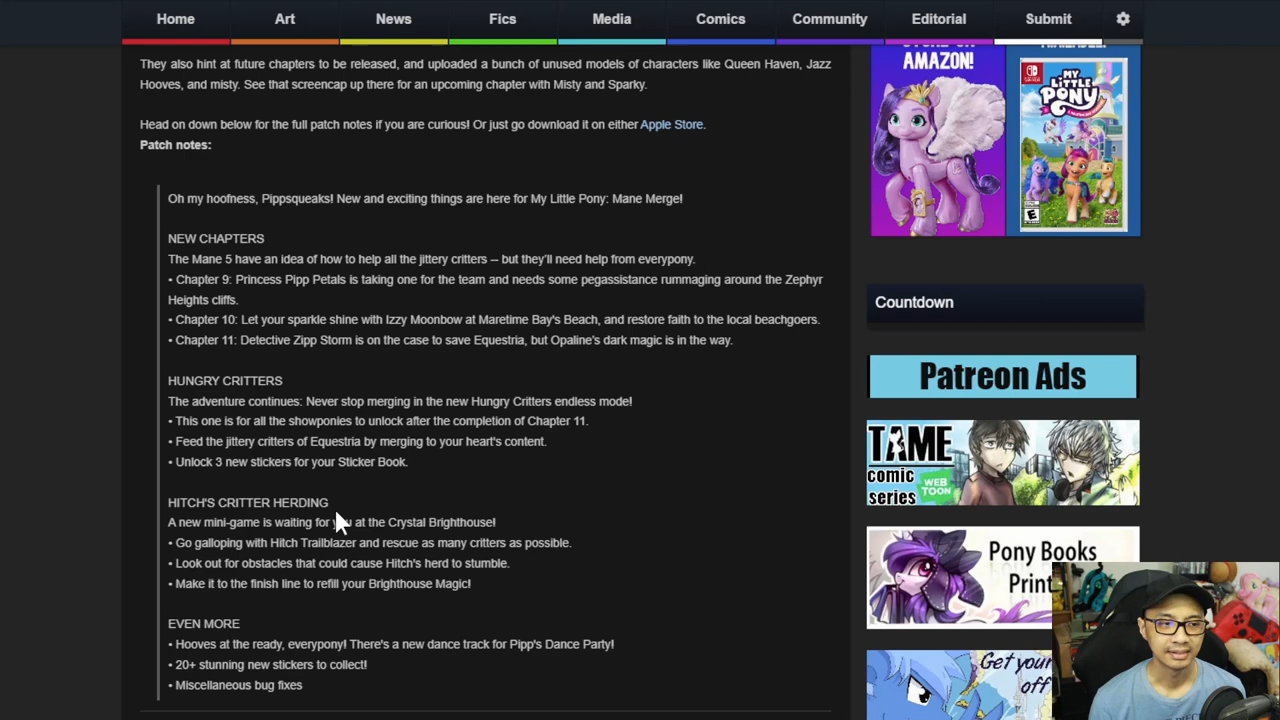 Home Art News Fics Media Comics Community Editorial Submit
They also hint at future chapters to be released, and uploaded a bunch of unused models of characters like Queen Haven, Jazz
Hooves, and misty. See that screencap up there for an upcoming chapter with Misty and Sparky.
Head on down below for the full patch notes if you are curious! Or just go download it on either Apple Store.
Patch notes:
Oh my hoofness, Pippsqueaks! New and exciting things are here for My Little Pony: Mane Merge!
NEW CHAPTERS
The Mane 5 have an idea of how to help all the jittery critters – but they'll need help from everypony.
• Chapter 9: Princess Pipp Petals is taking one for the team and needs some pegassistance rummaging around the Zephyr
Heights cliffs.
• Chapter 10: Let your sparkle shine with Izzy Moonbow at Maretime Bay's Beach, and restore faith to the local beachgoers.
• Chapter 11: Detective Zipp Storm is on the case to save Equestria, but Opaline's dark magic is in the way.
HUNGRY CRITTERS
The adventure continues: Never stop merging in the new Hungry Critters endless mode!
• This one is for all the showponies to unlock after the completion of Chapter 11.
• Feed the jittery critters of Equestria by merging to your heart's content.
• Unlock 3 new stickers for your Sticker Book.
HITCH'S CRITTER HERDING
A new mini-game is waiting for you at the Crystal Brighthouse!
• Go galloping with Hitch Trailblazer and rescue as many critters as possible.
• Look out for obstacles that could cause Hitch's herd to stumble.
• Make it to the finish line to refill your Brighthouse Magic!
EVEN MORE
• Hooves at the ready, everypony! There's a new dance track for Pipp's Dance Party!
• 20+ stunning new stickers to collect!
• Miscellaneous bug fixes
AMAZON!
MY LITTLE PONY
E
Countdown
Patreon Ads
TAME
comic
series
WEB
TOON
Pony Books
Get your
off